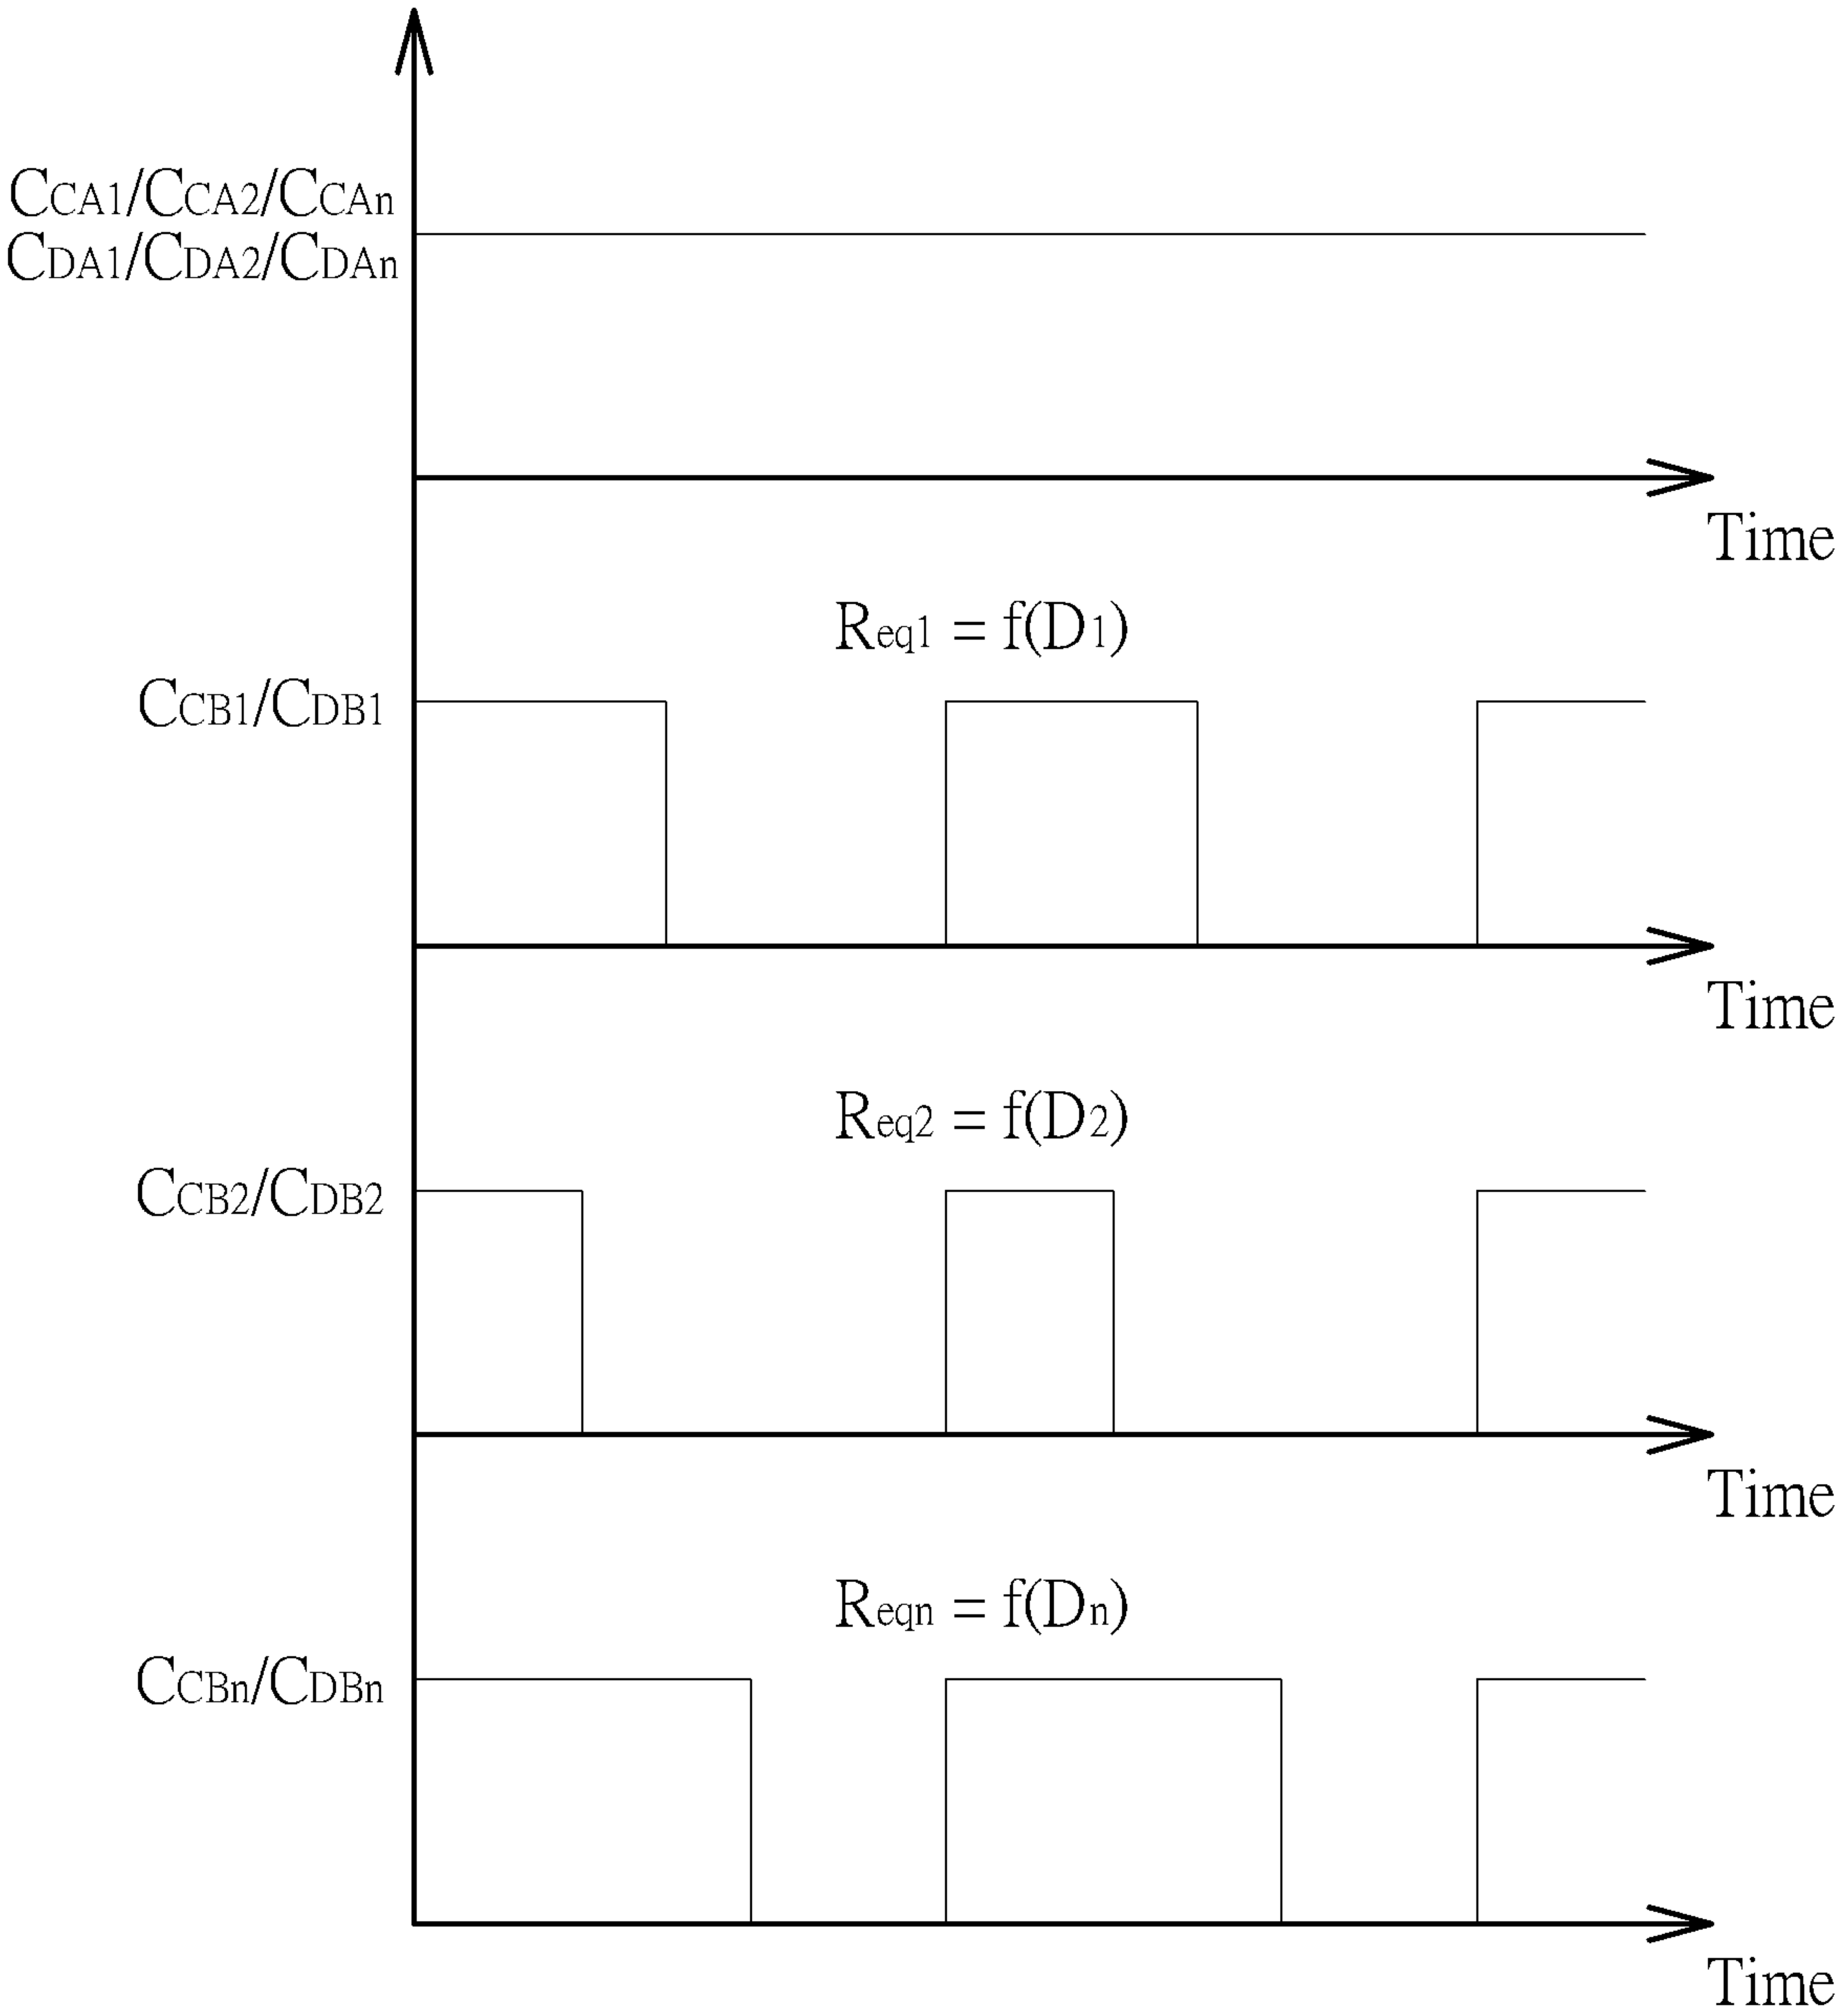 CCA1/CCA2/CCAn
CDA1/CDA2/CDAn
Time
Req1 = f(D1)
CCB1/CDB1
Time
Req2 = f(D2)
CCB2/CDB2
Time
Reqn = f(Dn)
CCBn/CDBn
Time